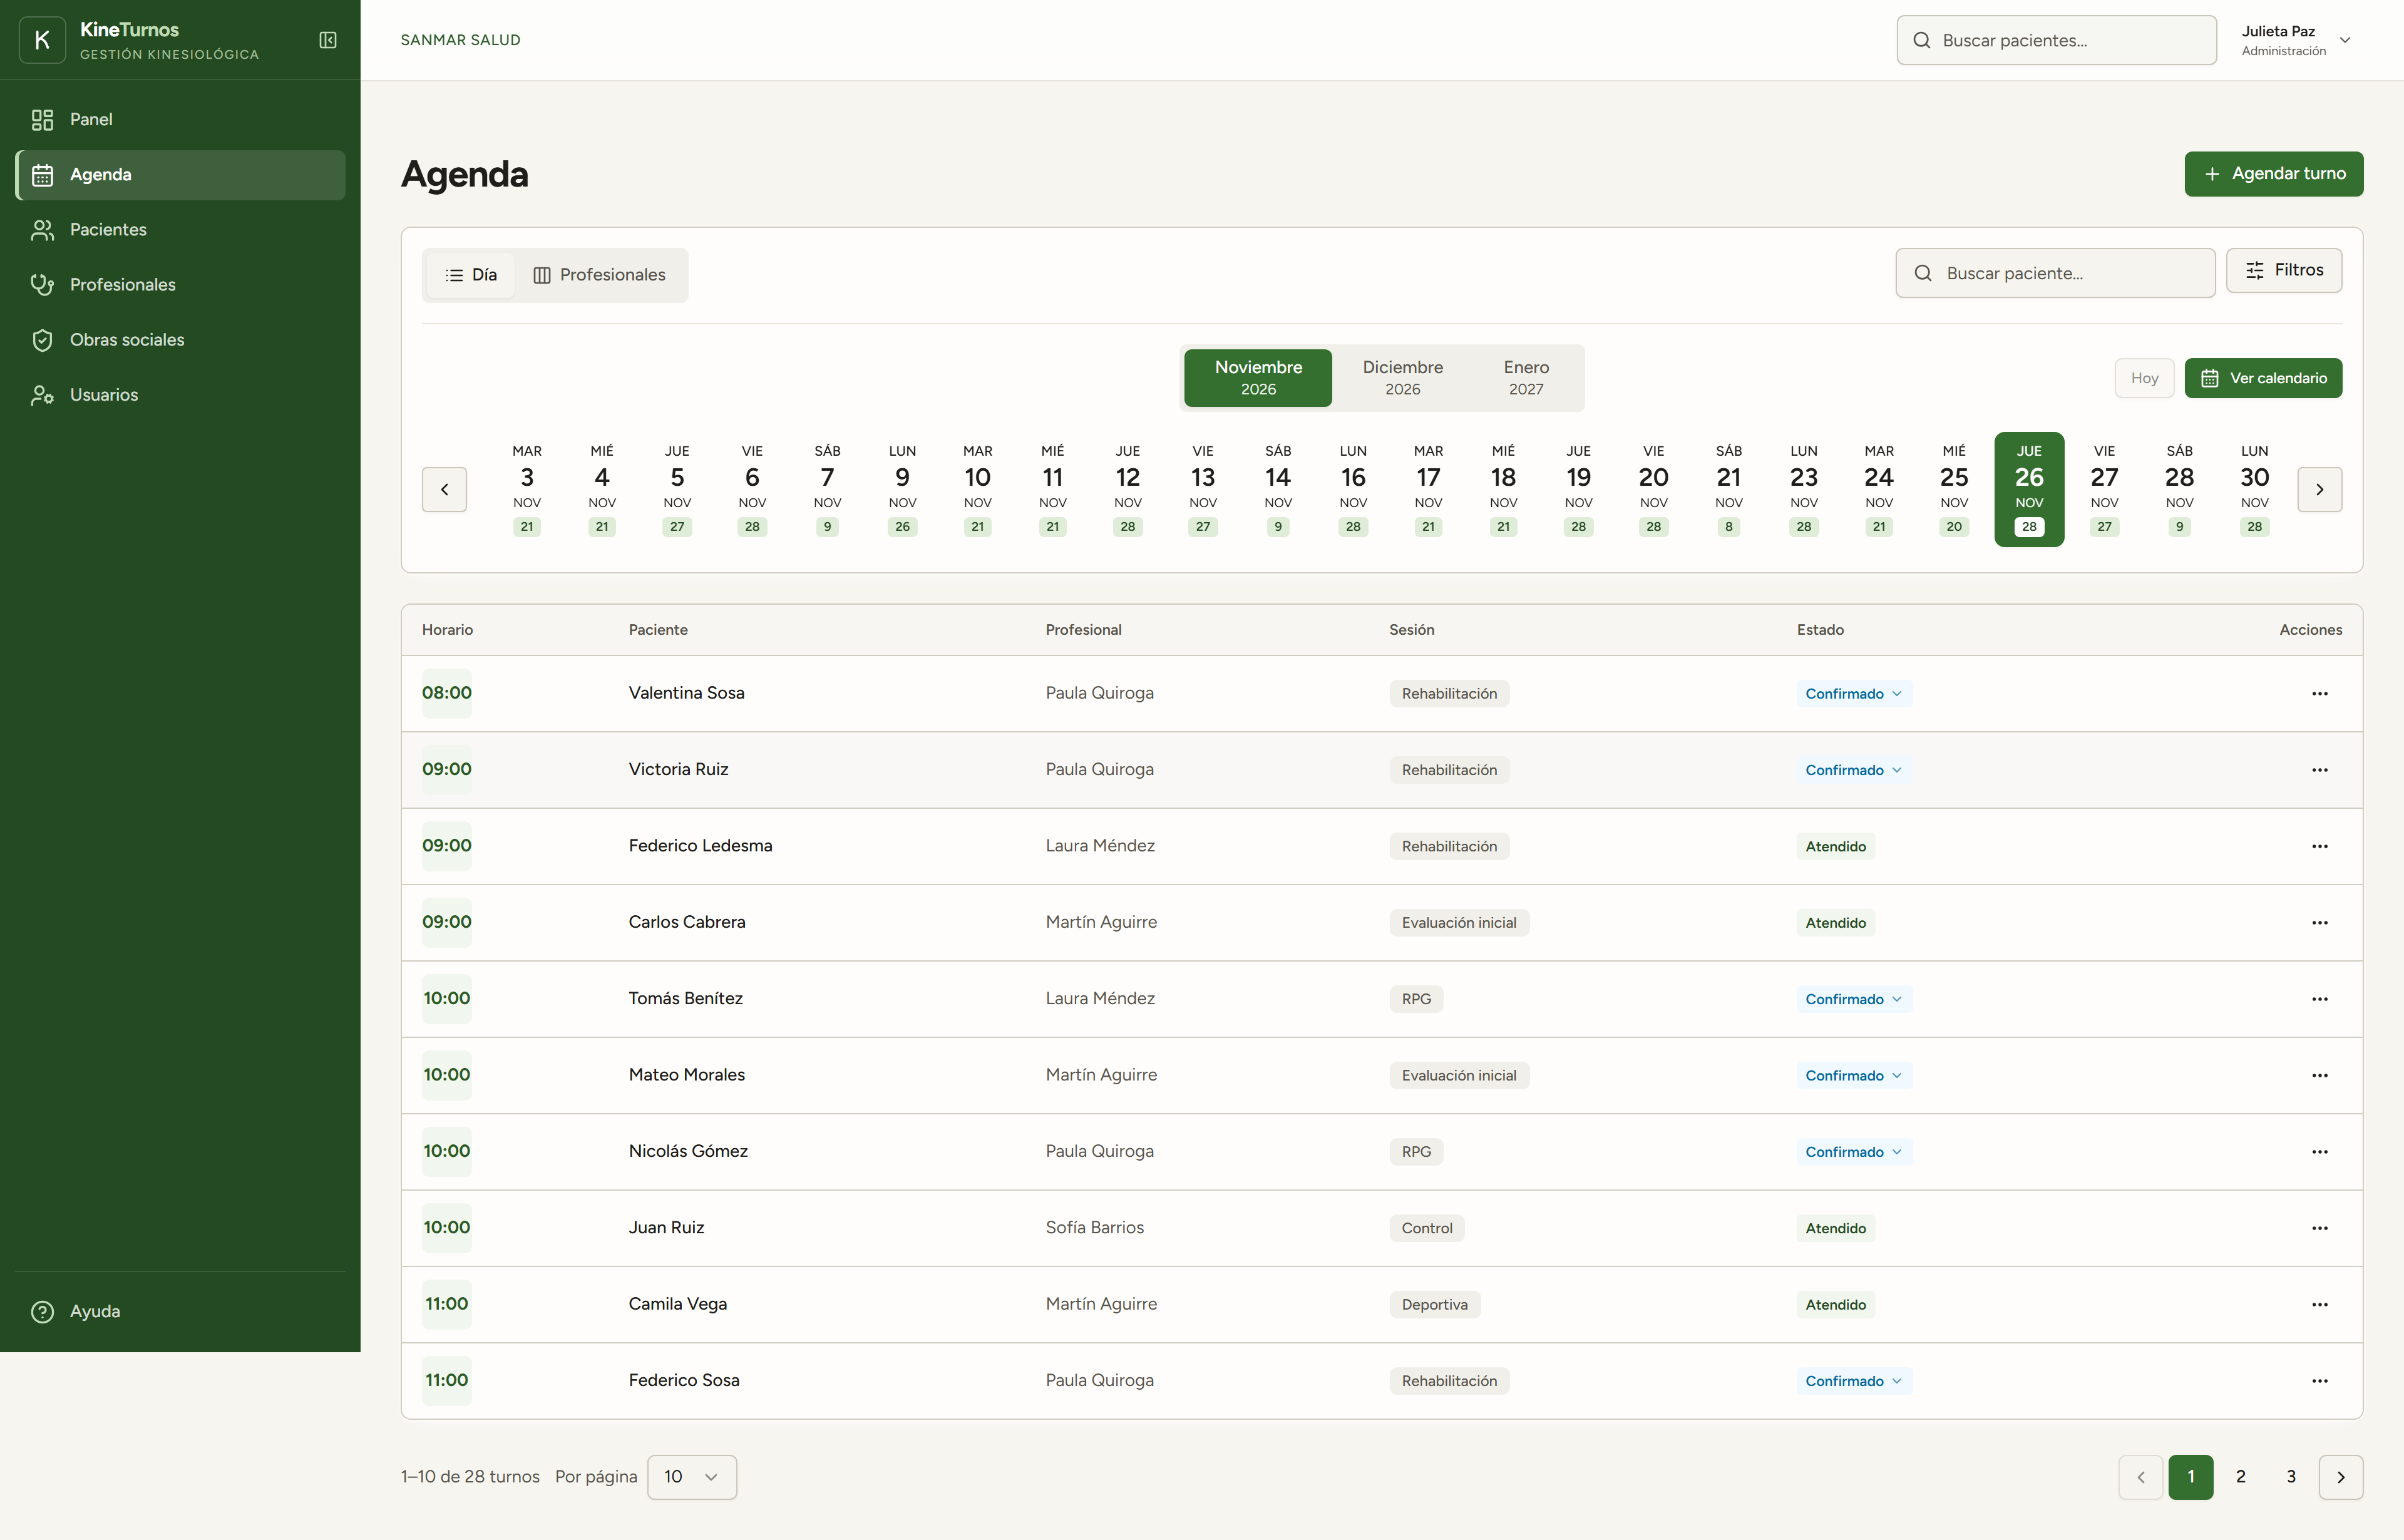 K
KineTurnos
GESTIÓN KINESIOLÓGICA
Panel
Agenda
Pacientes
Profesionales
Obras sociales
Usuarios
Ayuda
SANMAR SALUD
Buscar pacientes...
Julieta Paz
Administración
Agenda
Agendar turno
Día
Profesionales
Buscar paciente...
Filtros
Noviembre
2026
Diciembre
2026
Enero
2027
Hoy
Ver calendario
MAR MIÉ JUE VIE SÁB LUN MAR MIÉ JUE VIE SÁB LUN MAR MIÉ JUE VIE SÁB LUN MAR MIÉ JUE VIE SÁB LUN
3 4 5 6 7 9 10 11 12 13 14 16 17 18 19 20 21 23 24 25 26 27 28 30
NOV NOV NOV NOV NOV NOV NOV NOV NOV NOV NOV NOV NOV NOV NOV NOV NOV NOV NOV NOV NOV NOV NOV NOV
21 21 27 28 9 26 21 21 28 27 9 28 21 21 28 28 8 28 21 20 28 27 9 28
Horario Paciente Profesional Sesión Estado Acciones
08:00 Valentina Sosa Paula Quiroga Rehabilitación Confirmado
09:00 Victoria Ruiz Paula Quiroga Rehabilitación Confirmado
09:00 Federico Ledesma Laura Méndez Rehabilitación Atendido
09:00 Carlos Cabrera Martín Aguirre Evaluación inicial Atendido
10:00 Tomás Benítez Laura Méndez RPG Confirmado
10:00 Mateo Morales Martín Aguirre Evaluación inicial Confirmado
10:00 Nicolás Gómez Paula Quiroga RPG Confirmado
10:00 Juan Ruiz Sofía Barrios Control Atendido
11:00 Camila Vega Martín Aguirre Deportiva Atendido
11:00 Federico Sosa Paula Quiroga Rehabilitación Confirmado
1–10 de 28 turnos Por página 10
1 2 3